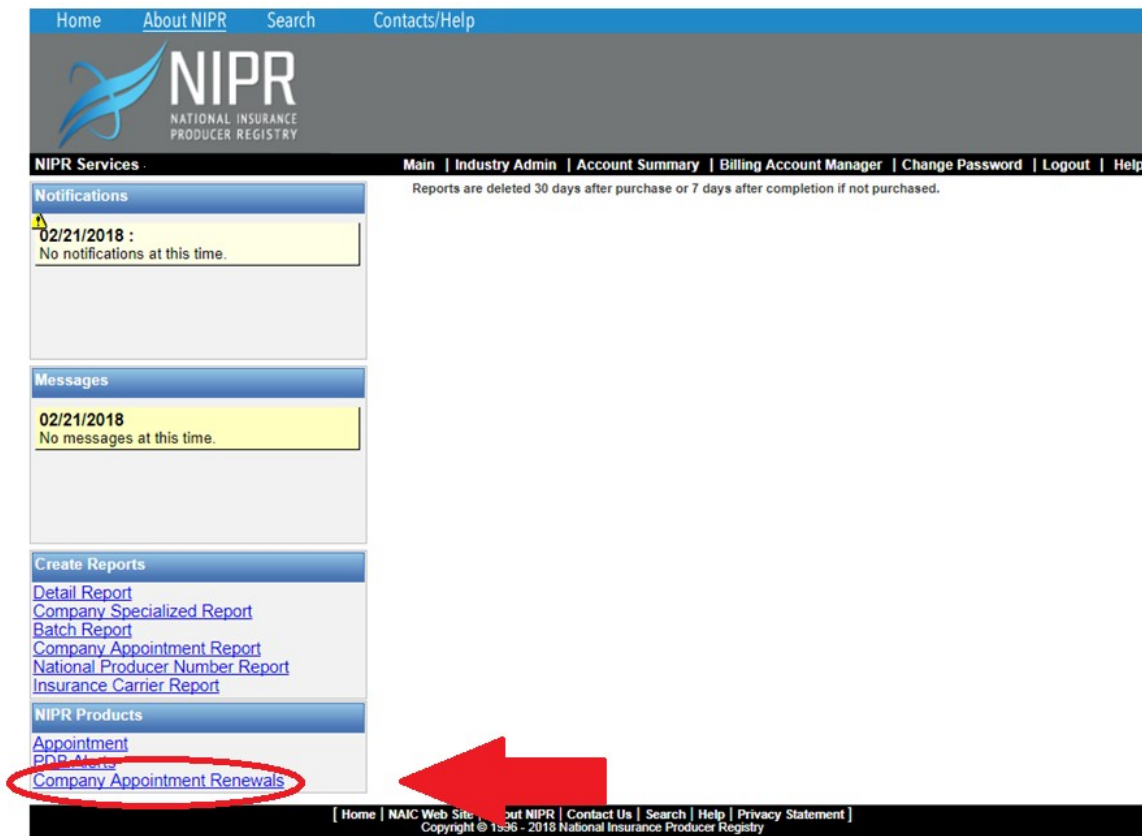 Home About NIPR Search Contacts/Help
NIPR
NATIONAL INSURANCE
PRODUCER REGISTRY
NIPR Services
Main | Industry Admin | Account Summary | Billing Account Manager | Change Password | Logout | Help
Reports are deleted 30 days after purchase or 7 days after completion if not purchased.
Notifications
02/21/2018 :
No notifications at this time.
Messages
02/21/2018
No messages at this time.
Create Reports
Detail Report
Company Specialized Report
Batch Report
Company Appointment Report
National Producer Number Report
Insurance Carrier Report
NIPR Products
Appointment
PDB Alerts
Company Appointment Renewals
[ Home | NAIC Web Site | About NIPR | Contact Us | Search | Help | Privacy Statement ]
Copyright © 1996 - 2018 National Insurance Producer Registry